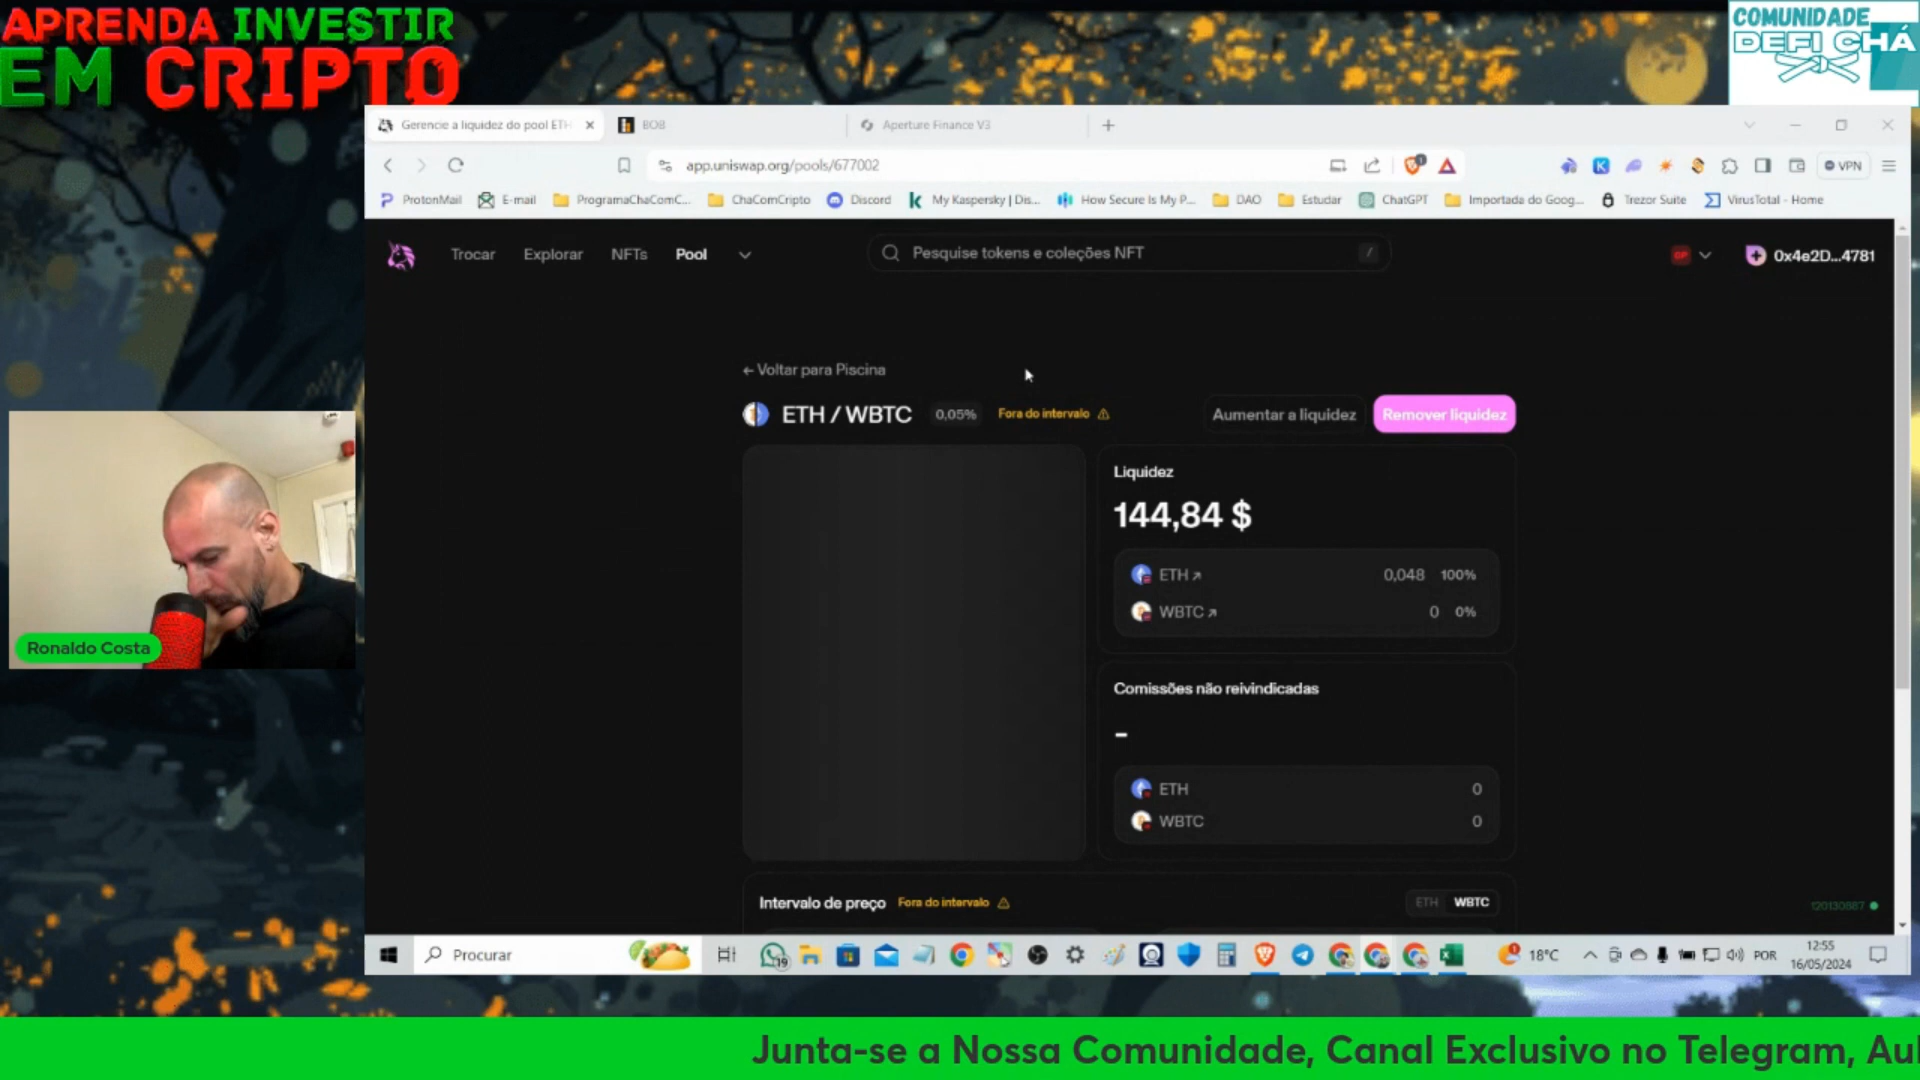 APRENDA INVESTIR
EM CRIPTO
COMUNIDADE
DEFI CHÁ
Gerencie a liquidez do pool ETH
BOB
Aperture Finance V3
app.uniswap.org/pools/677002
VPN
ProtonMail
E-mail
ProgramaChaComC...
ChaComCripto
Discord
My Kaspersky | Dis...
How Secure Is My P...
DAO
Estudar
ChatGPT
Importada do Goog...
Trezor Suite
VirusTotal - Home
Trocar
Explorar
NFTs
Pool
Pesquise tokens e coleções NFT
/
OP
0x4e2D...4781
← Voltar para Piscina
ETH / WBTC
0,05%
Fora do intervalo
Aumentar a liquidez
Remover liquidez
Liquidez
144,84 $
ETH ↗ 0,048 100%
WBTC ↗ 0 0%
Comissões não reivindicadas
-
ETH 0
WBTC 0
Intervalo de preço
Fora do intervalo
ETH WBTC
120130887
Ronaldo Costa
Procurar
19
18°C
POR
12:55
16/05/2024
Junta-se a Nossa Comunidade, Canal Exclusivo no Telegram, Aul